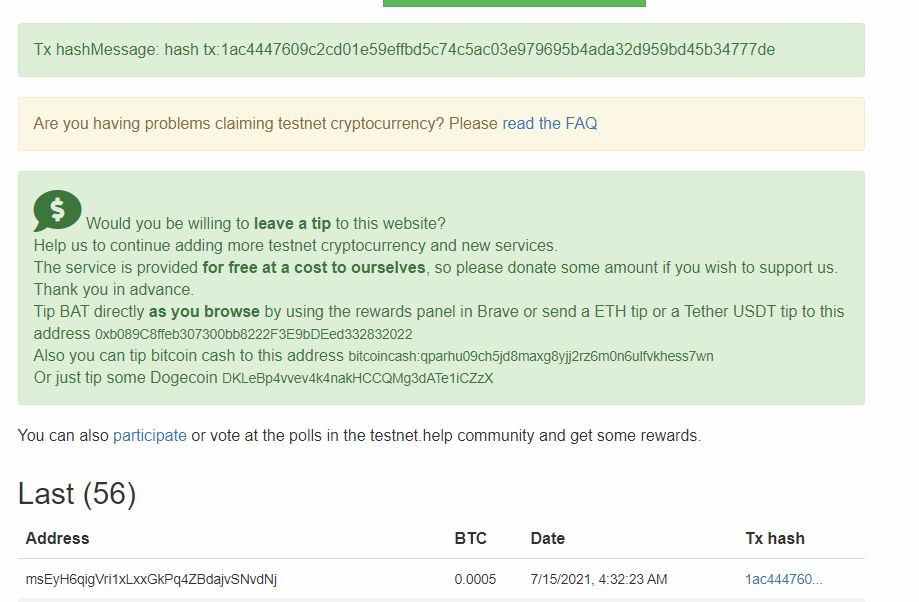 Tx hashMessage: hash tx:1ac4447609c2cd01e59effbd5c74c5ac03e979695b4ada32d959bd45b34777de
Are you having problems claiming testnet cryptocurrency? Please read the FAQ
$ Would you be willing to leave a tip to this website?
Help us to continue adding more testnet cryptocurrency and new services.
The service is provided for free at a cost to ourselves, so please donate some amount if you wish to support us.
Thank you in advance.
Tip BAT directly as you browse by using the rewards panel in Brave or send a ETH tip or a Tether USDT tip to this
address 0xb089C8ffeb307300bb8222F3E9bDEed332832022
Also you can tip bitcoin cash to this address bitcoincash:qparhu09ch5jd8maxg8yjj2rz6m0n6ulfvkhess7wn
Or just tip some Dogecoin DKLeBp4vvev4k4nakHCCQMg3dATe1iCZzX
You can also participate or vote at the polls in the testnet.help community and get some rewards.
Last (56)
Address BTC Date Tx hash
msEyH6qigVri1xLxxGkPq4ZBdajvSNvdNj 0.0005 7/15/2021, 4:32:23 AM 1ac444760...